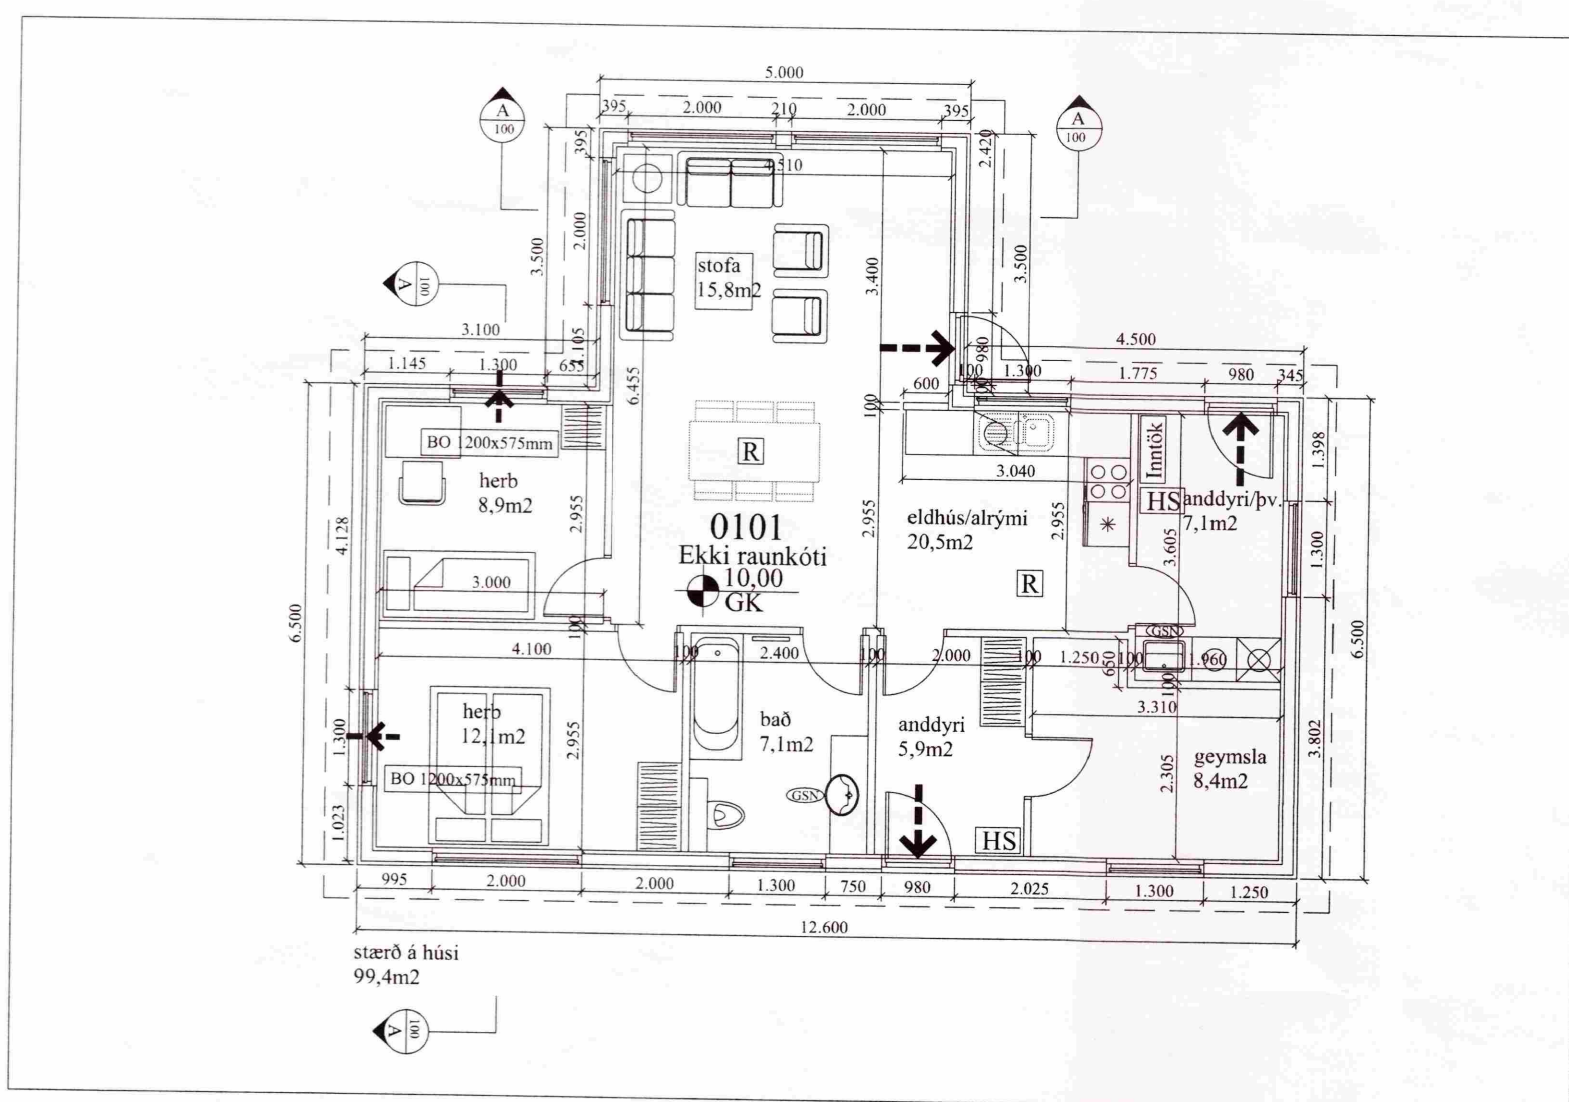 5.000
395 2.000 210 2.000 395
A
100
A
100
395
2.420
4.510
2.000
3.500
3.500
stofa
15,8m2
3.400
A
100
3.100
1.105
980
4.500
1.145 1.300 655
100 1.300 1.775 980 345
600
100
6.455
100
BO 1200x575mm
R
Inntök
1.398
herb
8,9m2
3.040
HS
anddyri/þv.
7,1m2
2.955
4.128
0101
Ekki raunkóti
10,00
GK
2.955
eldhús/alrými
20,5m2
2.955
3.605
1.300
3.000
R
6.500
100
GSN
6.500
4.100 100 2.400 100 2.000 100 1.250 100 1.960
650
100
3.310
herb
12,1m2
bað
7,1m2
anddyri
5,9m2
1.300
2.955
3.802
geymsla
8,4m2
2.305
BO 1200x575mm
GSN
1.023
HS
995 2.000 2.000 1.300 750 980 2.025 1.300 1.250
12.600
stærð á húsi
99,4m2
A
100